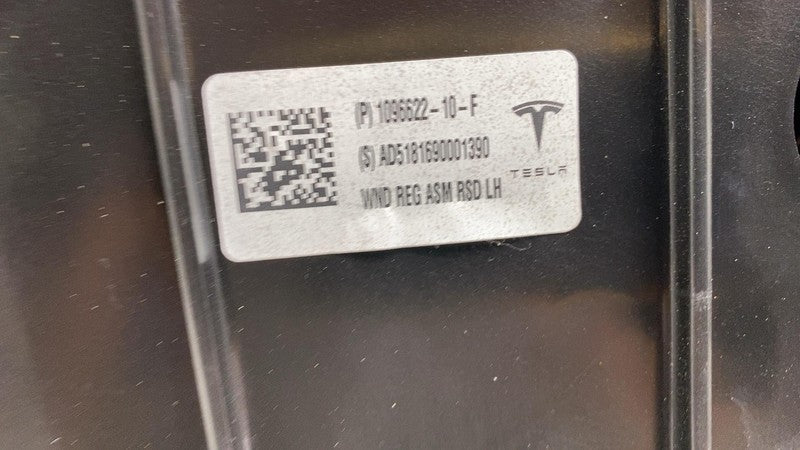 (P) 1096622-10-F
(S) AD5181690001390
WND REG ASM RSD LH
TESLA